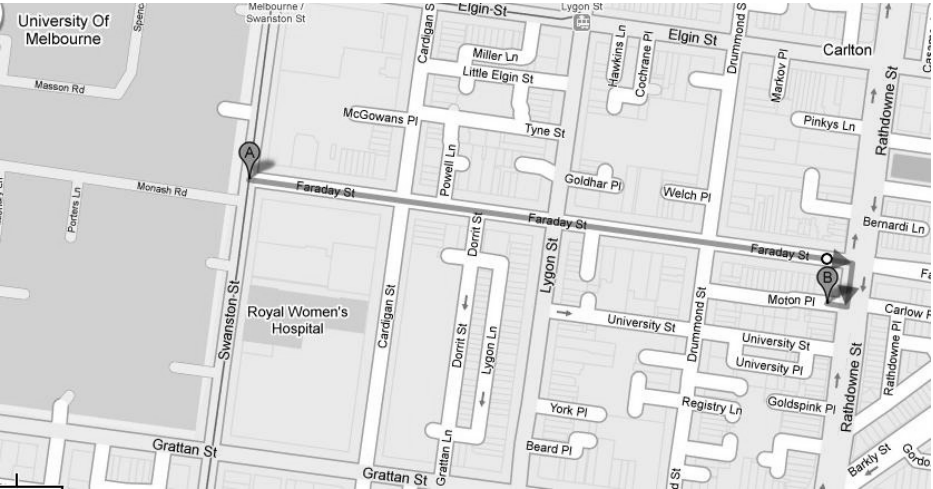 Melbourne /
Swanston St
Elgin St
Lygon St
University Of
Melbourne
Cardigan St
Miller Ln
Little Elgin St
Hawkins Ln
Cochrane Pl
Elgin St
Drummond St
Markov Pl
Carlton
Rathdowne St
Masson Rd
McGowans Pl
Tyne St
Pinkys Ln
A
Powell Ln
Monash Rd
Porters Ln
Faraday St
Goldhar Pl
Welch Pl
Faraday St
Bernardi Ln
Dorrit St
Faraday St
Lygon St
B
Moton Pl
Swanston St
Royal Women's
Hospital
Cardigan St
Dorrit St
Lygon Ln
University St
Drummond St
University St
University Pl
Rathdowne Pl
Rathdowne St
York Pl
Registry Ln
Goldspink Pl
Grattan St
Grattan Ln
Beard Pl
Barkly St
Grattan St